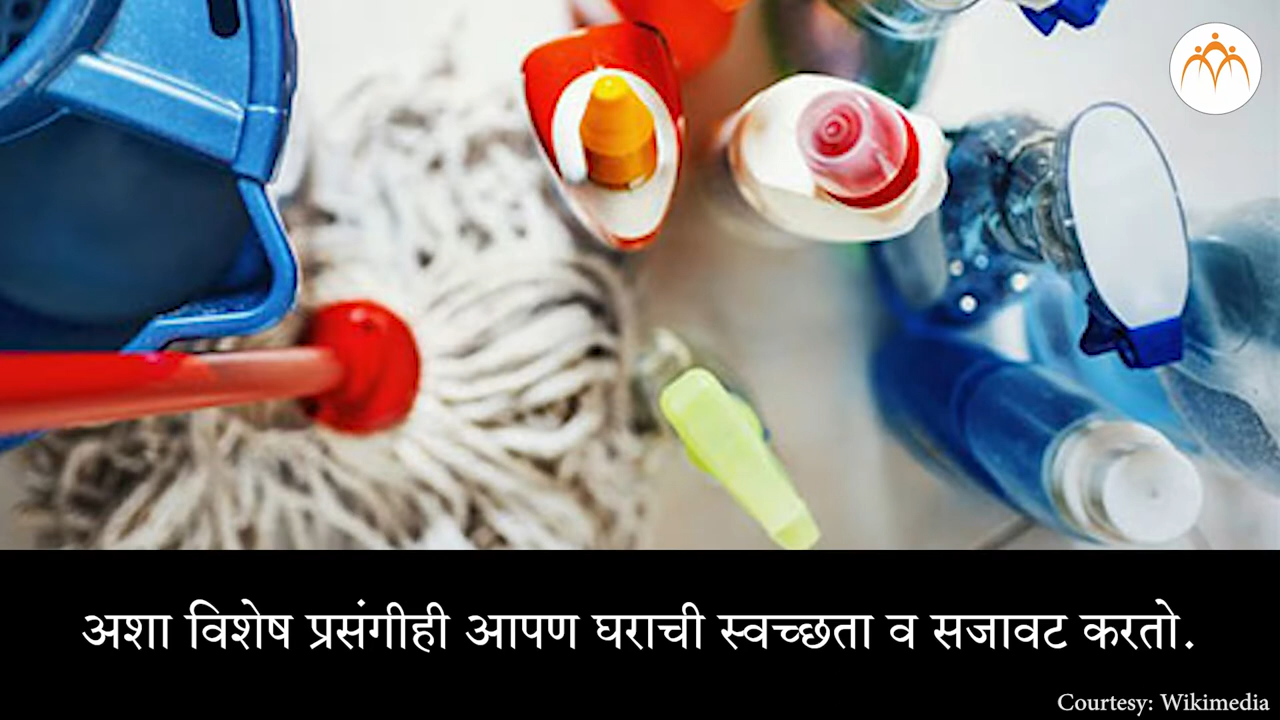 अशा विशेष प्रसंगीही आपण घराची स्वच्छता व सजावट करतो.
Courtesy: Wikimedia